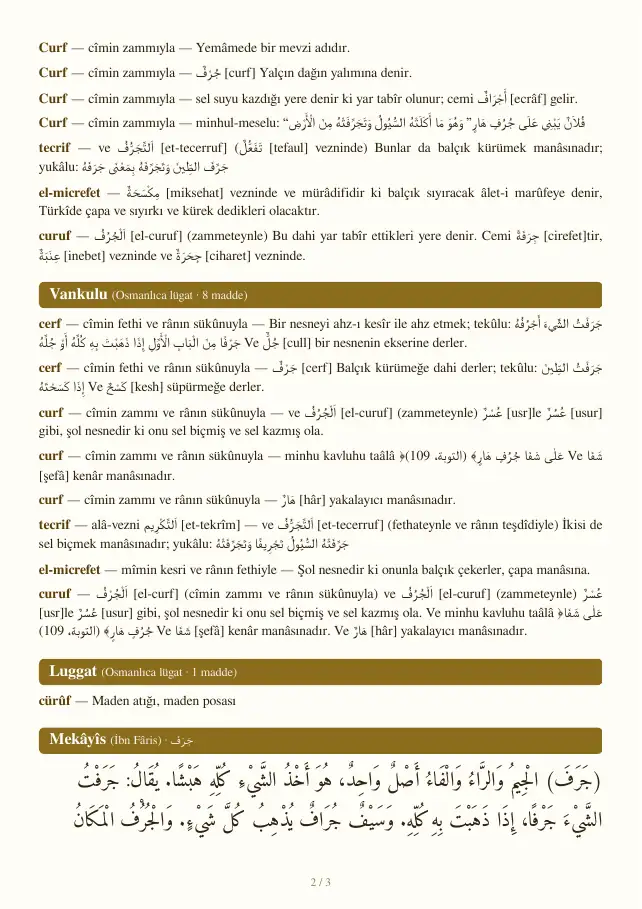 Curf — cîmin zammıyla — Yemâmede bir mevzi adıdır.
Curf — cîmin zammıyla — جُرْفٌ [curf] Yalçın dağın yalımına denir.
Curf — cîmin zammıyla — sel suyu kazdığı yere denir ki yar tabîr olunur; cemi أَجْرَافٌ [ecrâf] gelir.
Curf — cîmin zammıyla — minhul-meselu: “فُلَانٌ يَبْنِي عَلَى جُرُفٍ هَارٍ” وَهُوَ مَا أَكَلَتْهُ السُّيُولُ وَتَجَرَّفَتْهُ مِنَ الْأَرْضِ
tecrif — ve اَلتَّجَرُّفُ [et-tecerruf] (تَفَعُّلٌ [tefaul] vezninde) Bunlar da balçık kürümek manâsınadır;
yukâlu: جَرَّفَ الطِّينَ وَتَجَرَّفَهُ بِمَعْنَى جَرَفَهُ
el-micrefet — مِكْسَحَةٌ [miksehat] vezninde ve mürâdifidir ki balçık sıyıracak âlet-i marûfeye denir,
Türkîde çapa ve sıyırkı ve kürek dedikleri olacaktır.
curuf — اَلْجُرُفُ [el-curuf] (zammeteynle) Bu dahi yar tabîr ettikleri yere denir. Cemi جِرَفَةٌ [cirefet]tir,
عِنَبَةٌ [inebet] vezninde ve جِحَرَةٌ [ciharet] vezninde.
Vankulu (Osmanlıca lügat · 8 madde)
cerf — cîmin fethi ve rânın sükûnuyla — Bir nesneyi ahz-ı kesîr ile ahz etmek; tekûlu: جَرَفْتُ الشَّيْءَ أَجْرُفُهُ
جَرْفًا مِنَ الْبَابِ الْأَوَّلِ إِذَا ذَهَبْتَ بِهِ كُلِّهِ أَوْ جُلِّهِ Ve جُلٌّ [cull] bir nesnenin ekserine derler.
cerf — cîmin fethi ve rânın sükûnuyla — جَرْفٌ [cerf] Balçık kürümeğe dahi derler; tekûlu: جَرَفْتُ الطِّينَ
إِذَا كَسَحْتَهُ Ve كَسْحٌ [kesh] süpürmeğe derler.
curf — cîmin zammı ve rânın sükûnuyla — ve اَلْجُرُفُ [el-curuf] (zammeteynle) عُسْرٌ [usr]le عُسُرٌ [usur]
gibi, şol nesnedir ki onu sel biçmiş ve sel kazmış ola.
curf — cîmin zammı ve rânın sükûnuyla — minhu kavluhu taâlâ ﴿عَلَى شَفَا جُرُفٍ هَارٍ﴾ (التوبة، 109) Ve شَفَا
[şefâ] kenâr manâsınadır.
curf — cîmin zammı ve rânın sükûnuyla — هَارٌ [hâr] yakalayıcı manâsınadır.
tecrif — alâ-vezni اَلتَّكْرِيمِ [et-tekrîm] — ve اَلتَّجَرُّفُ [et-tecerruf] (fethateynle ve rânın teşdîdiyle) İkisi de
sel biçmek manâsınadır; yukâlu: جَرَّفَتْهُ السُّيُولُ تَجْرِيفًا وَتَجَرَّفَتْهُ
el-micrefet — mîmin kesri ve rânın fethiyle — Şol nesnedir ki onunla balçık çekerler, çapa manâsına.
curuf — اَلْجُرُفُ [el-curf] (cîmin zammı ve rânın sükûnuyla) ve اَلْجُرُفُ [el-curuf] (zammeteynle) عُسْرٌ
[usr]le عُسُرٌ [usur] gibi, şol nesnedir ki onu sel biçmiş ve sel kazmış ola. Ve minhu kavluhu taâlâ ﴿عَلَى شَفَا
جُرُفٍ هَارٍ﴾ (التوبة، 109) Ve شَفَا [şefâ] kenâr manâsınadır. Ve هَارٌ [hâr] yakalayıcı manâsınadır.
Luggat (Osmanlıca lügat · 1 madde)
cürûf — Maden atığı, maden posası
Mekâyîs (İbn Fâris) · جَرَفَ
(جَرَفَ) الْجِيمُ وَالرَّاءُ وَالْفَاءُ أَصْلٌ وَاحِدٌ، هُوَ أَخْذُ الشَّيْءِ كُلِّهِ هَبْشًا. يُقَالُ: جَرَفْتُ
الشَّيْءَ جَرْفًا، إِذَا ذَهَبْتَ بِهِ كُلِّهِ. وَسَيْفٌ جُرَافٌ يُذْهِبُ كُلَّ شَيْءٍ. وَالْجُرُْفُ الْمَكَانُ
2 / 3